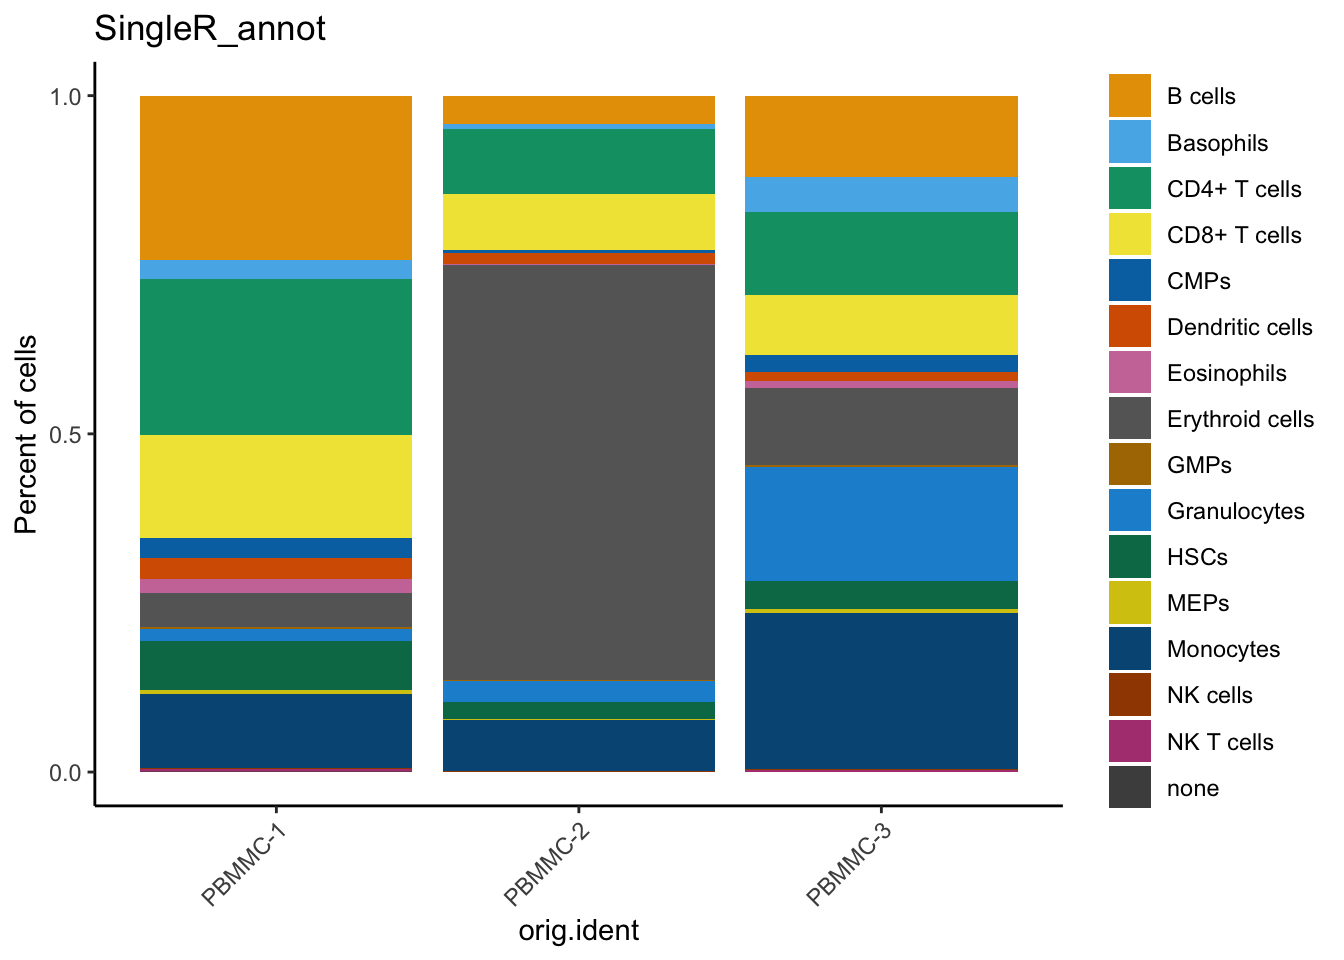 SingleR_annot
Percent of cells
1.0
0.5
0.0
PBMMC-1
PBMMC-2
PBMMC-3
orig.ident
B cells
Basophils
CD4+ T cells
CD8+ T cells
CMPs
Dendritic cells
Eosinophils
Erythroid cells
GMPs
Granulocytes
HSCs
MEPs
Monocytes
NK cells
NK T cells
none